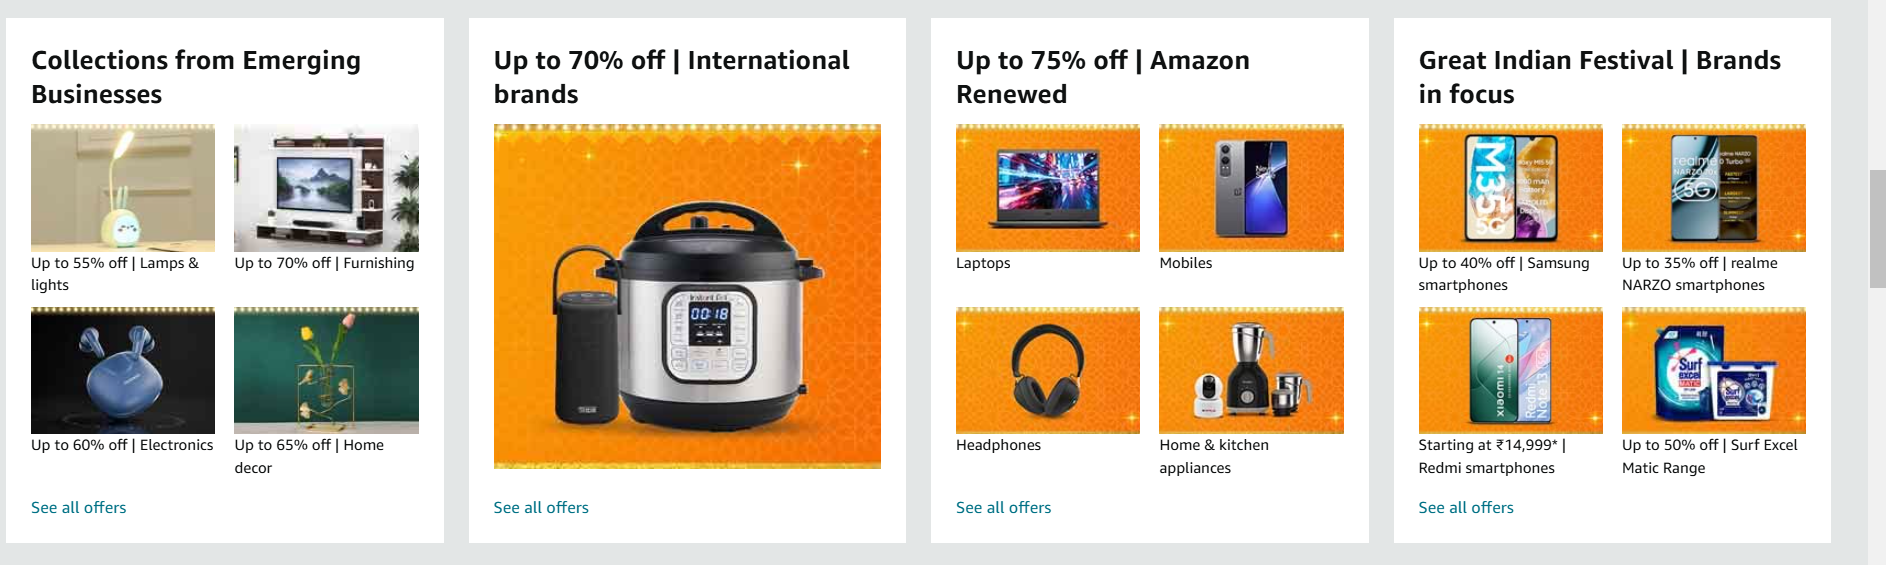 Collections from Emerging
Businesses
Up to 55% off | Lamps &
lights
Up to 70% off | Furnishing
Up to 60% off | Electronics
Up to 65% off | Home
decor
See all offers
Up to 70% off | International
brands
Instant Pot
00:18
See all offers
Up to 75% off | Amazon
Renewed
Laptops
Mobiles
Headphones
Home & kitchen
appliances
See all offers
Great Indian Festival | Brands
in focus
M35
5G
Up to 40% off | Samsung
smartphones
realme
5G
Up to 35% off | realme
NARZO smartphones
xiaomi 14
Redmi
Note 13
Starting at ₹14,999* |
Redmi smartphones
Surf
excel
MATIC
Surf
Up to 50% off | Surf Excel
Matic Range
See all offers